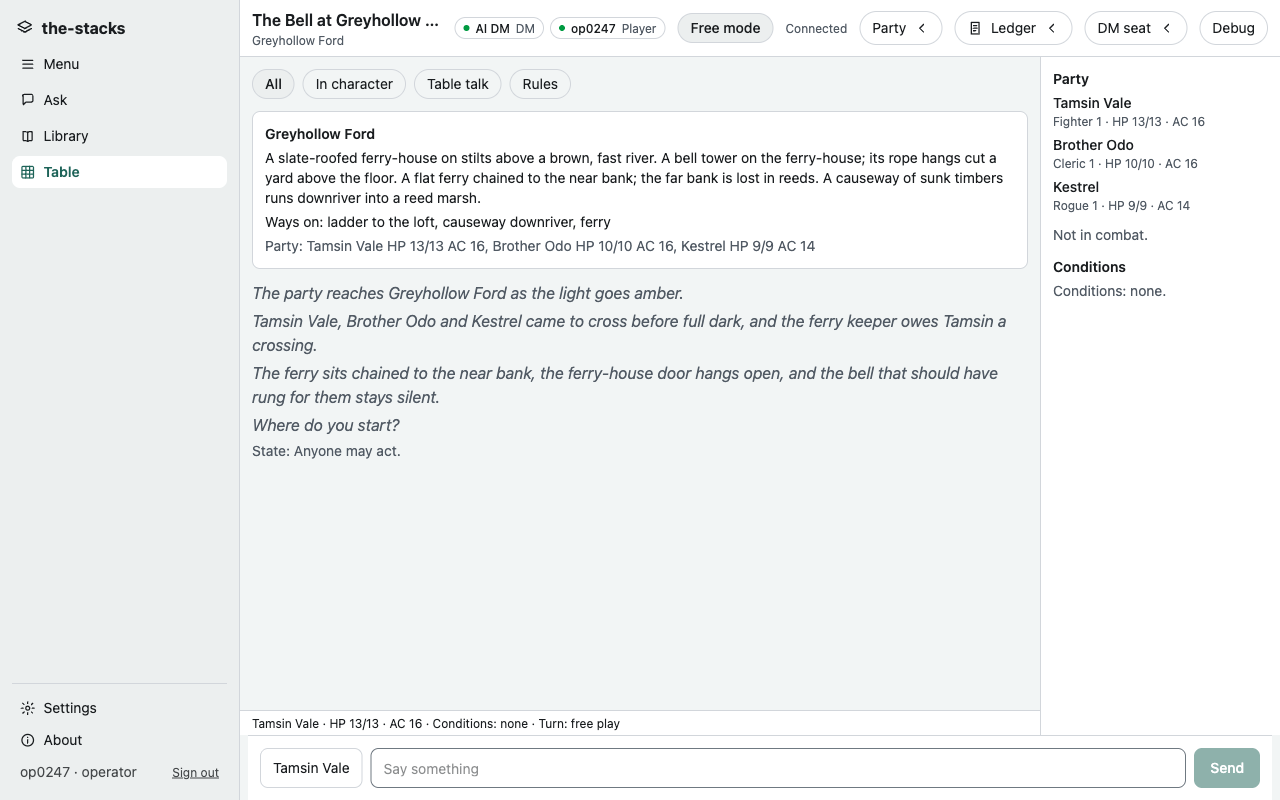 the-stacks
Menu
Ask
Library
Table
Settings
About
op0247 · operator
Sign out
The Bell at Greyhollow ...
Greyhollow Ford
AI DM DM
op0247 Player
Free mode
Connected
Party
Ledger
DM seat
Debug
All
In character
Table talk
Rules
Greyhollow Ford
A slate-roofed ferry-house on stilts above a brown, fast river. A bell tower on the ferry-house; its rope hangs cut a
yard above the floor. A flat ferry chained to the near bank; the far bank is lost in reeds. A causeway of sunk timbers
runs downriver into a reed marsh.
Ways on: ladder to the loft, causeway downriver, ferry
Party: Tamsin Vale HP 13/13 AC 16, Brother Odo HP 10/10 AC 16, Kestrel HP 9/9 AC 14
The party reaches Greyhollow Ford as the light goes amber.
Tamsin Vale, Brother Odo and Kestrel came to cross before full dark, and the ferry keeper owes Tamsin a
crossing.
The ferry sits chained to the near bank, the ferry-house door hangs open, and the bell that should have
rung for them stays silent.
Where do you start?
State: Anyone may act.
Party
Tamsin Vale
Fighter 1 · HP 13/13 · AC 16
Brother Odo
Cleric 1 · HP 10/10 · AC 16
Kestrel
Rogue 1 · HP 9/9 · AC 14
Not in combat.
Conditions
Conditions: none.
Tamsin Vale · HP 13/13 · AC 16 · Conditions: none · Turn: free play
Tamsin Vale
Say something
Send